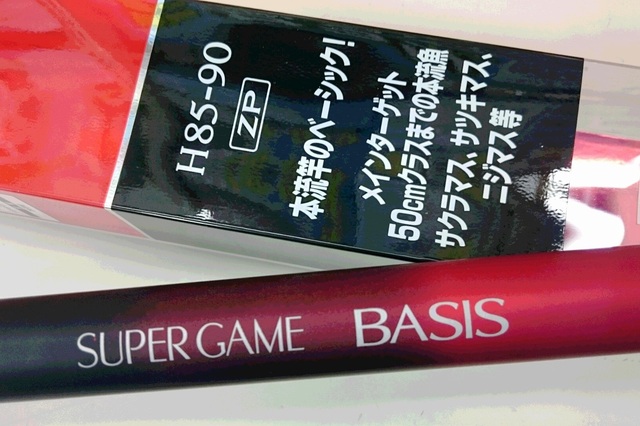 H85-90
ZP
本流竿のベーシック!
メインターゲット
50cmクラスまでの本流魚
サクラマス、サツキマス、
ニジマス等
SUPER GAME BASIS